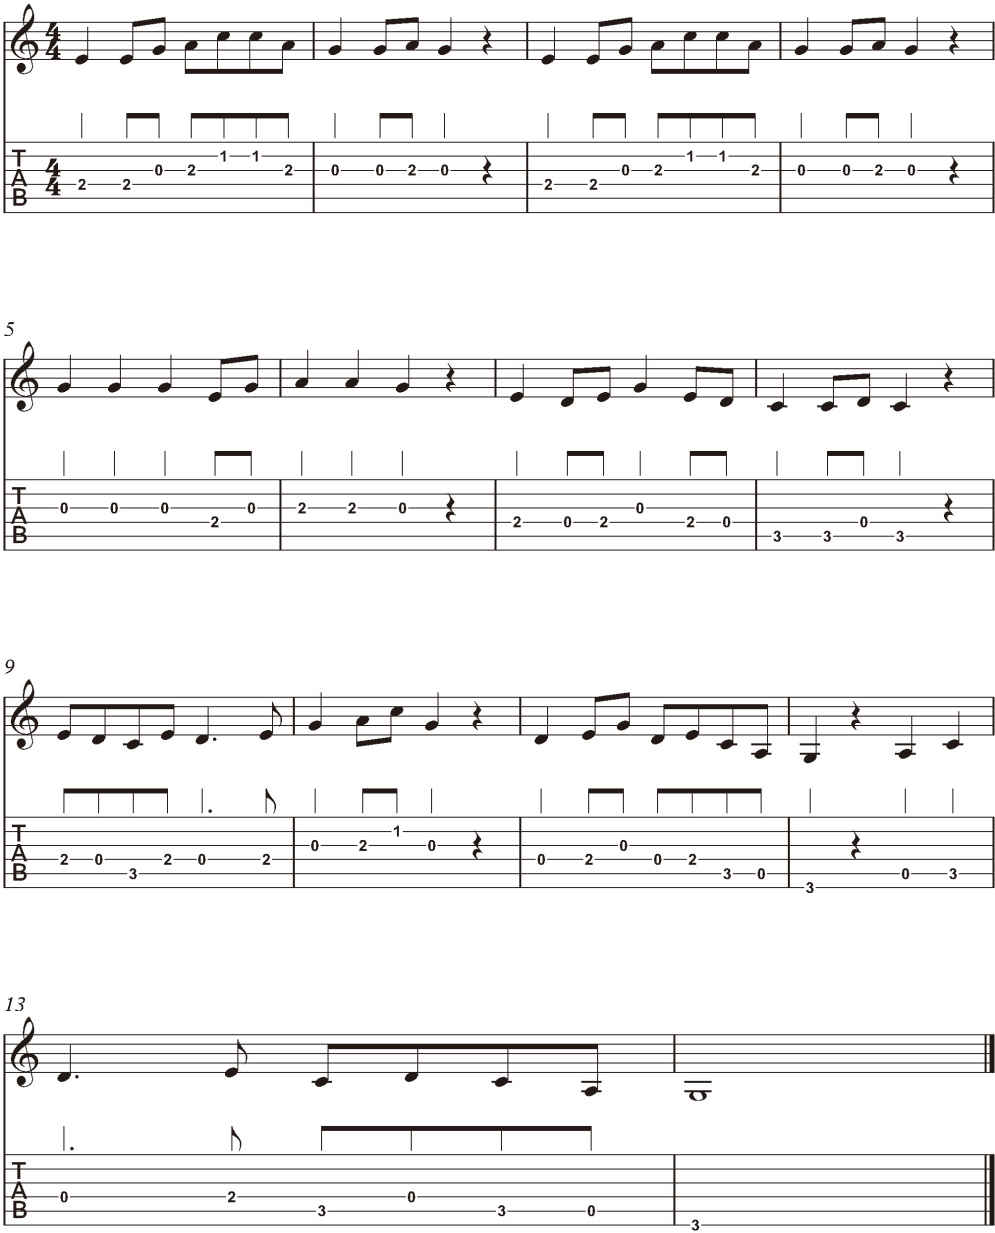 4 4
1 1 1 1
T 4 0 2 2 0 0 2 0 0 2 2 0 0 2 0
A 4 2 2 2 2
B
5
T 0 0 0 0 2 2 0 0
A 2 2 0 2 2 0 0
B 3 3 3
9
T 1
A 0 2 0 0
2 0 2 0 2 0 2 0 2
B 3 3 0 0 3
3
13
T
A 0 2 0
B 3 3 0
3